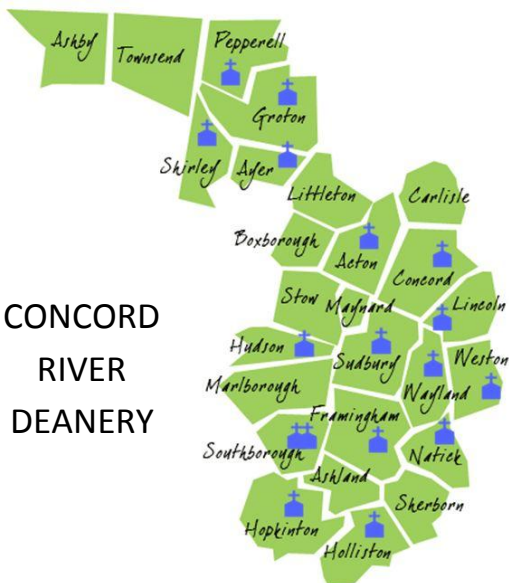 Ashby
Townsend
Pepperell
Groton
Shirley
Ayer
Littleton
Carlisle
Boxborough
Acton
Concord
Stow
Maynard
Lincoln
CONCORD
RIVER
DEANERY
Hudson
Sudbury
Weston
Marlborough
Wayland
Framingham
Southborough
Natick
Ashland
Sherborn
Hopkinton
Holliston